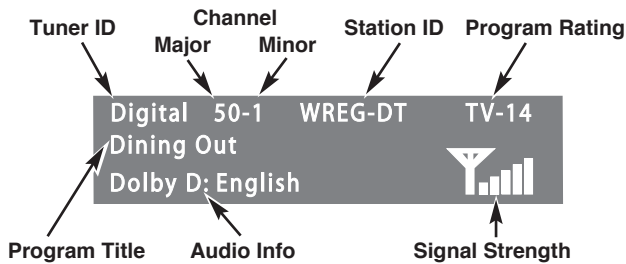 Tuner ID Channel Station ID Program Rating
Major Minor
Digital 50-1 WREG-DT TV-14
Dining Out
Dolby D: English
Program Title Audio Info Signal Strength